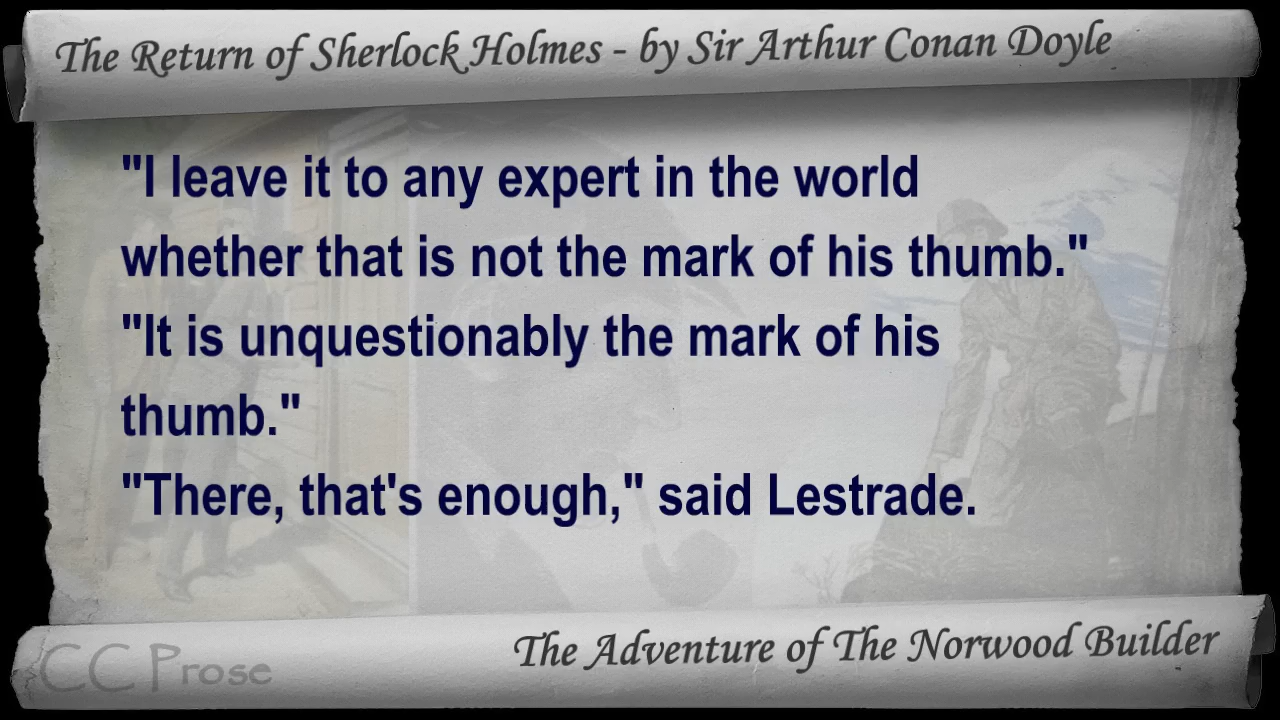 The Return of Sherlock Holmes - by Sir Arthur Conan Doyle
"I leave it to any expert in the world
whether that is not the mark of his thumb."
"It is unquestionably the mark of his
thumb."
"There, that's enough," said Lestrade.
The Adventure of The Norwood Builder
CC Prose